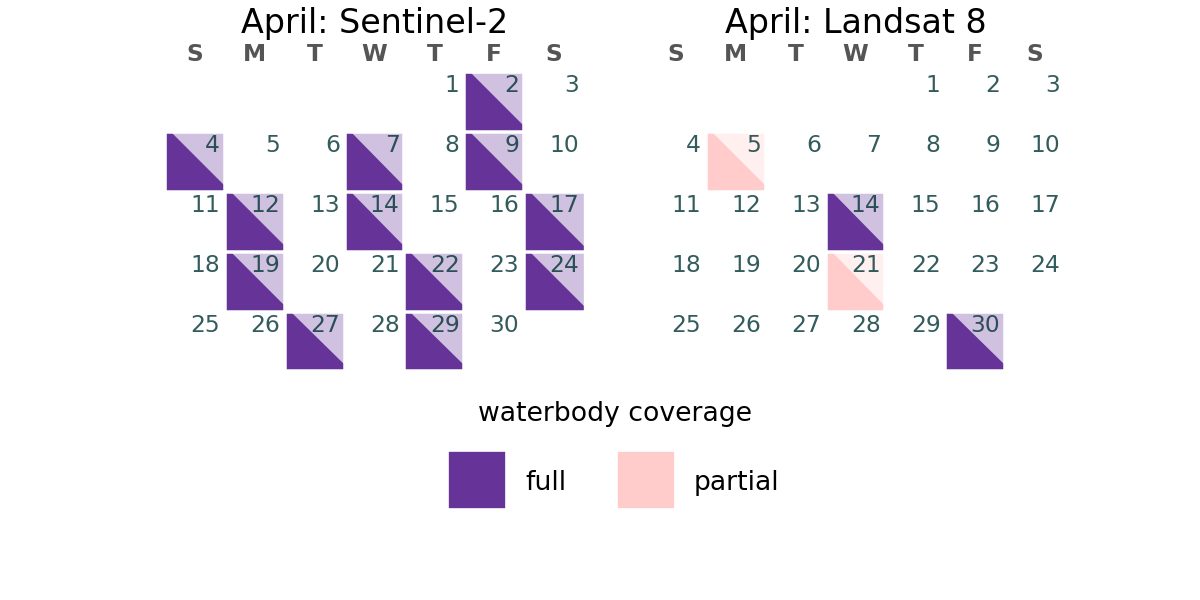 April: Sentinel-2
S M T W T F S
1 2 3
4 5 6 7 8 9 10
11 12 13 14 15 16 17
18 19 20 21 22 23 24
25 26 27 28 29 30
April: Landsat 8
S M T W T F S
1 2 3
4 5 6 7 8 9 10
11 12 13 14 15 16 17
18 19 20 21 22 23 24
25 26 27 28 29 30
waterbody coverage
full
partial